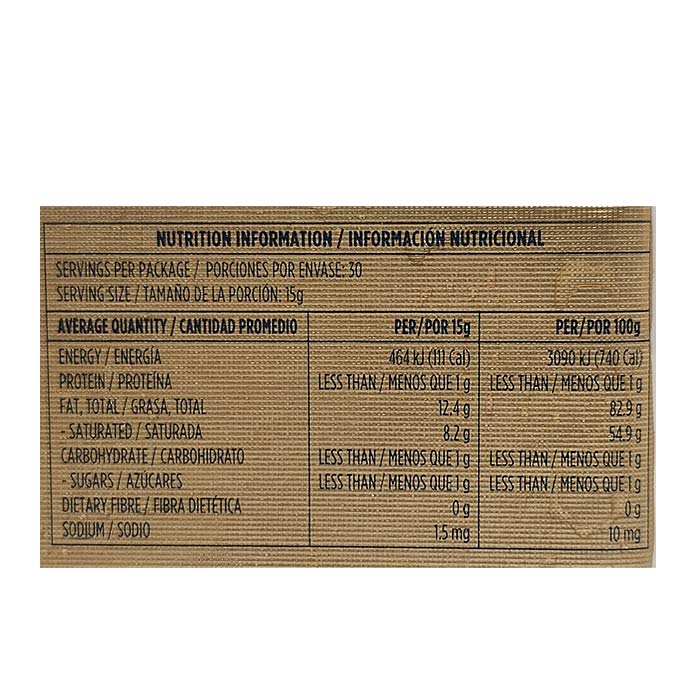 NUTRITION INFORMATION / INFORMACIÓN NUTRICIONAL
SERVINGS PER PACKAGE / PORCIONES POR ENVASE: 30
SERVING SIZE / TAMAÑO DE LA PORCIÓN: 15g
AVERAGE QUANTITY / CANTIDAD PROMEDIO PER/POR 15g PER/POR 100g
ENERGY / ENERGÍA 464 kJ (111 Cal) 3090 kJ (740 Cal)
PROTEIN / PROTEÍNA LESS THAN / MENOS QUE 1 g LESS THAN / MENOS QUE 1 g
FAT, TOTAL / GRASA, TOTAL 12.4 g 82.9 g
- SATURATED / SATURADA 8.2 g 54.9 g
CARBOHYDRATE / CARBOHIDRATO LESS THAN / MENOS QUE 1 g LESS THAN / MENOS QUE 1 g
- SUGARS / AZÚCARES LESS THAN / MENOS QUE 1 g LESS THAN / MENOS QUE 1 g
DIETARY FIBRE / FIBRA DIETÉTICA 0 g 0 g
SODIUM / SODIO 1.5 mg 10 mg